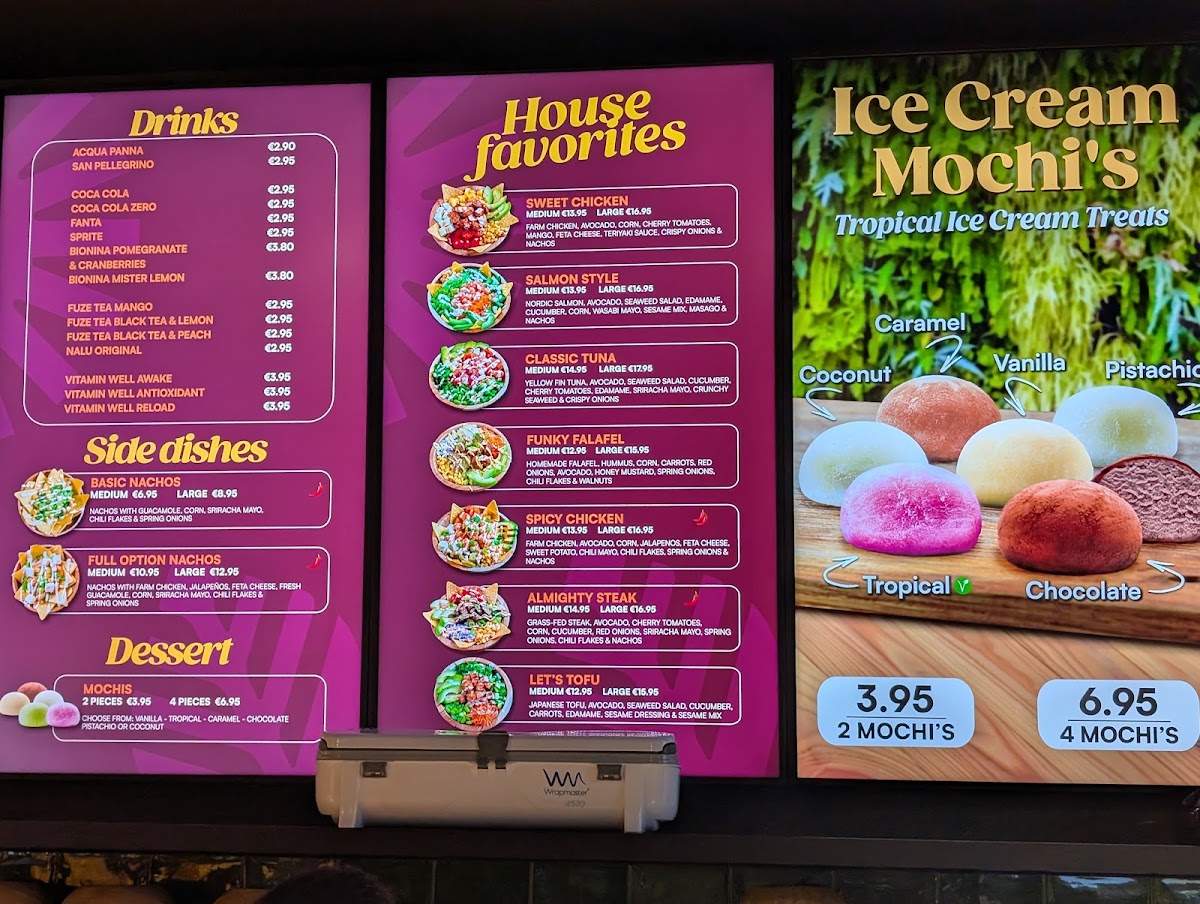 Drinks
ACQUA PANNA €2.90
SAN PELLEGRINO €2.95
COCA COLA €2.95
COCA COLA ZERO €2.95
FANTA €2.95
SPRITE €2.95
BIONINA POMEGRANATE €3.80
& CRANBERRIES
BIONINA MISTER LEMON €3.80
FUZE TEA MANGO €2.95
FUZE TEA BLACK TEA & LEMON €2.95
FUZE TEA BLACK TEA & PEACH €2.95
NALU ORIGINAL €2.95
VITAMIN WELL AWAKE €3.95
VITAMIN WELL ANTIOXIDANT €3.95
VITAMIN WELL RELOAD €3.95
Side dishes
BASIC NACHOS
MEDIUM €6.95 LARGE €8.95
NACHOS WITH GUACAMOLE, CORN, SRIRACHA MAYO,
CHILI FLAKES & SPRING ONIONS
FULL OPTION NACHOS
MEDIUM €10.95 LARGE €12.95
NACHOS WITH FARM CHICKEN, JALAPEÑOS, FETA CHEESE, FRESH
GUACAMOLE, CORN, SRIRACHA MAYO, CHILI FLAKES &
SPRING ONIONS
Dessert
MOCHIS
2 PIECES €3.95 4 PIECES €6.95
CHOOSE FROM: VANILLA - TROPICAL - CARAMEL - CHOCOLATE
PISTACHIO OR COCONUT
House
favorites
SWEET CHICKEN
MEDIUM €13.95 LARGE €16.95
FARM CHICKEN, AVOCADO, CORN, CHERRY TOMATOES,
MANGO, FETA CHEESE, TERIYAKI SAUCE, CRISPY ONIONS &
NACHOS
SALMON STYLE
MEDIUM €13.95 LARGE €16.95
NORDIC SALMON, AVOCADO, SEAWEED SALAD, EDAMAME,
CUCUMBER, CORN, WASABI MAYO, SESAME MIX, MASAGO &
NACHOS
CLASSIC TUNA
MEDIUM €14.95 LARGE €17.95
YELLOW FIN TUNA, AVOCADO, SEAWEED SALAD, CUCUMBER,
CHERRY TOMATOES, EDAMAME, SRIRACHA MAYO, CRUNCHY
SEAWEED & CRISPY ONIONS
FUNKY FALAFEL
MEDIUM €12.95 LARGE €15.95
HOMEMADE FALAFEL, HUMMUS, CORN, CARROTS, RED
ONIONS, AVOCADO, HONEY MUSTARD, SPRING ONIONS,
CHILI FLAKES & WALNUTS
SPICY CHICKEN
MEDIUM €13.95 LARGE €16.95
FARM CHICKEN, AVOCADO, CORN, JALAPENOS, FETA CHEESE,
SWEET POTATO, CHILI MAYO, CHILI FLAKES, SPRING ONIONS &
NACHOS
ALMIGHTY STEAK
MEDIUM €14.95 LARGE €16.95
GRASS-FED STEAK, AVOCADO, CHERRY TOMATOES,
CORN, CUCUMBER, RED ONIONS, SRIRACHA MAYO, SPRING
ONIONS, CHILI FLAKES & NACHOS
LET'S TOFU
MEDIUM €12.95 LARGE €15.95
JAPANESE TOFU, AVOCADO, SEAWEED SALAD, CUCUMBER,
CARROTS, EDAMAME, SESAME DRESSING & SESAME MIX
Wrapmaster
4500
Ice Cream
Mochi's
Tropical Ice Cream Treats
Caramel
Vanilla
Coconut
Pistachio
Tropical
Chocolate
3.95
2 MOCHI'S
6.95
4 MOCHI'S